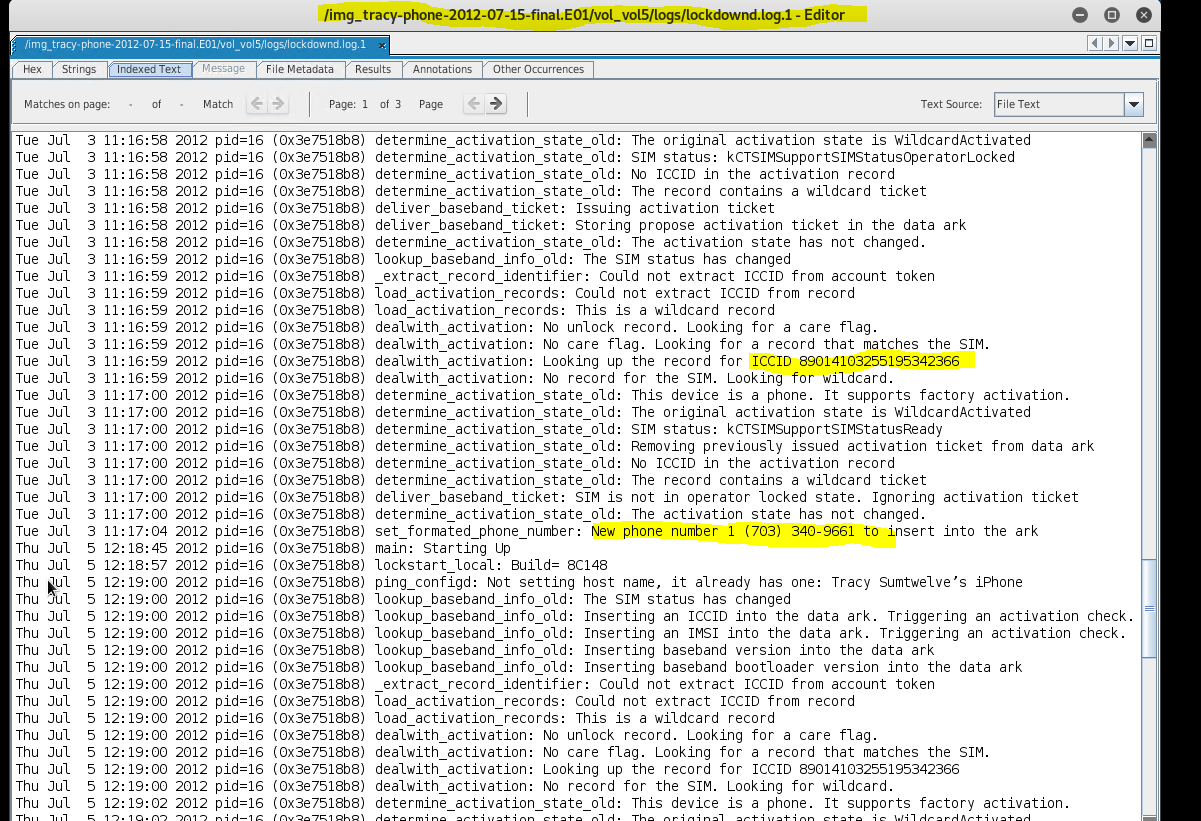 /img_tracy-phone-2012-07-15-final.E01/vol_vol5/logs/lockdownd.log.1 - Editor
/img_tracy-phone-2012-07-15-final.E01/vol_vol5/logs/lockdownd.log.1 ×
Hex Strings Indexed Text Message File Metadata Results Annotations Other Occurrences
Matches on page: - of - Match Page: 1 of 3 Page Text Source: File Text
Tue Jul  3 11:16:58 2012 pid=16 (0x3e7518b8) determine_activation_state_old: The original activation state is WildcardActivated
Tue Jul  3 11:16:58 2012 pid=16 (0x3e7518b8) determine_activation_state_old: SIM status: kCTSIMSupportSIMStatusOperatorLocked
Tue Jul  3 11:16:58 2012 pid=16 (0x3e7518b8) determine_activation_state_old: No ICCID in the activation record
Tue Jul  3 11:16:58 2012 pid=16 (0x3e7518b8) determine_activation_state_old: The record contains a wildcard ticket
Tue Jul  3 11:16:58 2012 pid=16 (0x3e7518b8) deliver_baseband_ticket: Issuing activation ticket
Tue Jul  3 11:16:58 2012 pid=16 (0x3e7518b8) deliver_baseband_ticket: Storing propose activation ticket in the data ark
Tue Jul  3 11:16:58 2012 pid=16 (0x3e7518b8) determine_activation_state_old: The activation state has not changed.
Tue Jul  3 11:16:59 2012 pid=16 (0x3e7518b8) lookup_baseband_info_old: The SIM status has changed
Tue Jul  3 11:16:59 2012 pid=16 (0x3e7518b8) _extract_record_identifier: Could not extract ICCID from account token
Tue Jul  3 11:16:59 2012 pid=16 (0x3e7518b8) load_activation_records: Could not extract ICCID from record
Tue Jul  3 11:16:59 2012 pid=16 (0x3e7518b8) load_activation_records: This is a wildcard record
Tue Jul  3 11:16:59 2012 pid=16 (0x3e7518b8) dealwith_activation: No unlock record. Looking for a care flag.
Tue Jul  3 11:16:59 2012 pid=16 (0x3e7518b8) dealwith_activation: No care flag. Looking for a record that matches the SIM.
Tue Jul  3 11:16:59 2012 pid=16 (0x3e7518b8) dealwith_activation: Looking up the record for ICCID 89014103255195342366
Tue Jul  3 11:16:59 2012 pid=16 (0x3e7518b8) dealwith_activation: No record for the SIM. Looking for wildcard.
Tue Jul  3 11:17:00 2012 pid=16 (0x3e7518b8) determine_activation_state_old: This device is a phone. It supports factory activation.
Tue Jul  3 11:17:00 2012 pid=16 (0x3e7518b8) determine_activation_state_old: The original activation state is WildcardActivated
Tue Jul  3 11:17:00 2012 pid=16 (0x3e7518b8) determine_activation_state_old: SIM status: kCTSIMSupportSIMStatusReady
Tue Jul  3 11:17:00 2012 pid=16 (0x3e7518b8) determine_activation_state_old: Removing previously issued activation ticket from data ark
Tue Jul  3 11:17:00 2012 pid=16 (0x3e7518b8) determine_activation_state_old: No ICCID in the activation record
Tue Jul  3 11:17:00 2012 pid=16 (0x3e7518b8) determine_activation_state_old: The record contains a wildcard ticket
Tue Jul  3 11:17:00 2012 pid=16 (0x3e7518b8) deliver_baseband_ticket: SIM is not in operator locked state. Ignoring activation ticket
Tue Jul  3 11:17:00 2012 pid=16 (0x3e7518b8) determine_activation_state_old: The activation state has not changed.
Tue Jul  3 11:17:04 2012 pid=16 (0x3e7518b8) set_formated_phone_number: New phone number 1 (703) 340-9661 to insert into the ark
Thu Jul  5 12:18:45 2012 pid=16 (0x3e7518b8) main: Starting Up
Thu Jul  5 12:18:57 2012 pid=16 (0x3e7518b8) lockstart_local: Build= 8C148
Thu Jul  5 12:19:00 2012 pid=16 (0x3e7518b8) ping_configd: Not setting host name, it already has one: Tracy Sumtwelve’s iPhone
Thu Jul  5 12:19:00 2012 pid=16 (0x3e7518b8) lookup_baseband_info_old: The SIM status has changed
Thu Jul  5 12:19:00 2012 pid=16 (0x3e7518b8) lookup_baseband_info_old: Inserting an ICCID into the data ark. Triggering an activation check.
Thu Jul  5 12:19:00 2012 pid=16 (0x3e7518b8) lookup_baseband_info_old: Inserting an IMSI into the data ark. Triggering an activation check.
Thu Jul  5 12:19:00 2012 pid=16 (0x3e7518b8) lookup_baseband_info_old: Inserting baseband version into the data ark
Thu Jul  5 12:19:00 2012 pid=16 (0x3e7518b8) lookup_baseband_info_old: Inserting baseband bootloader version into the data ark
Thu Jul  5 12:19:00 2012 pid=16 (0x3e7518b8) _extract_record_identifier: Could not extract ICCID from account token
Thu Jul  5 12:19:00 2012 pid=16 (0x3e7518b8) load_activation_records: Could not extract ICCID from record
Thu Jul  5 12:19:00 2012 pid=16 (0x3e7518b8) load_activation_records: This is a wildcard record
Thu Jul  5 12:19:00 2012 pid=16 (0x3e7518b8) dealwith_activation: No unlock record. Looking for a care flag.
Thu Jul  5 12:19:00 2012 pid=16 (0x3e7518b8) dealwith_activation: No care flag. Looking for a record that matches the SIM.
Thu Jul  5 12:19:00 2012 pid=16 (0x3e7518b8) dealwith_activation: Looking up the record for ICCID 89014103255195342366
Thu Jul  5 12:19:00 2012 pid=16 (0x3e7518b8) dealwith_activation: No record for the SIM. Looking for wildcard.
Thu Jul  5 12:19:02 2012 pid=16 (0x3e7518b8) determine_activation_state_old: This device is a phone. It supports factory activation.
Thu Jul  5 12:19:02 2012 pid=16 (0x3e7518b8) determine_activation_state_old: The original activation state is WildcardActivated